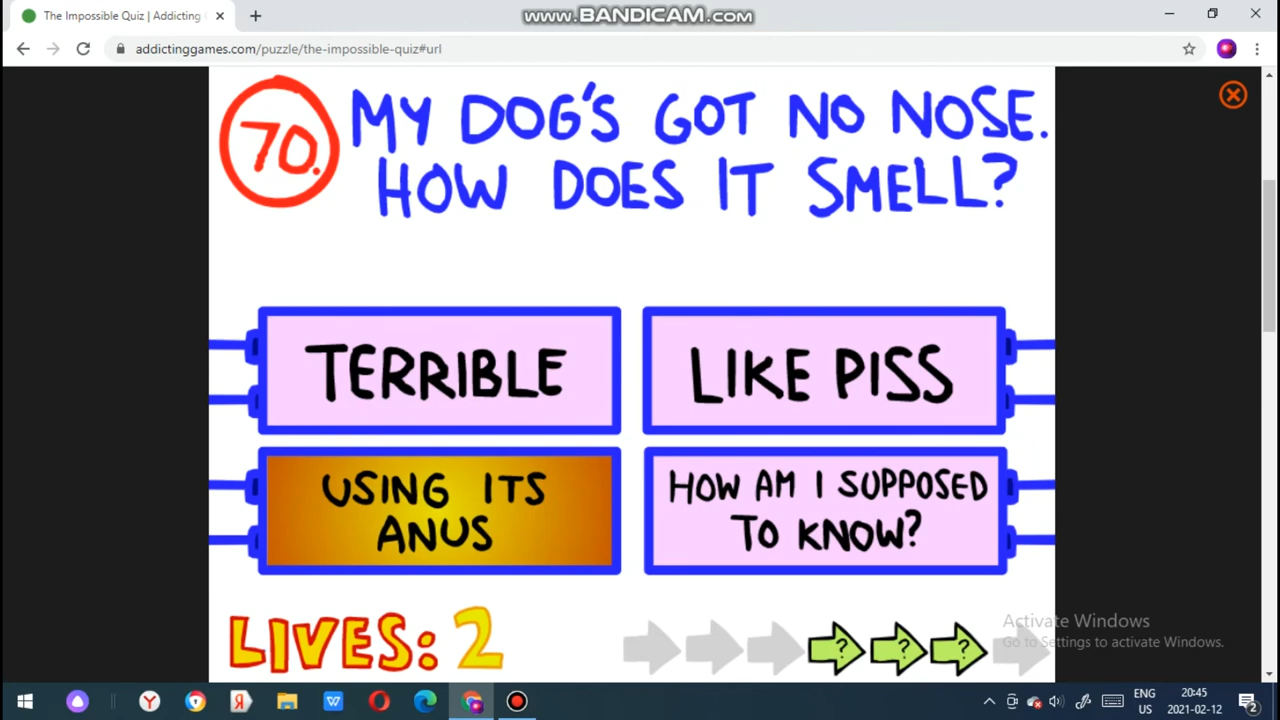 The Impossible Quiz | Addicting
www.BANDICAM.com
addictinggames.com/puzzle/the-impossible-quiz#url
70. MY DOG'S GOT NO NOSE.
HOW DOES IT SMELL?
TERRIBLE
LIKE PISS
USING ITS
ANUS
HOW AM I SUPPOSED
TO KNOW?
LIVES: 2
? ? ?
Activate Windows
Go to Settings to activate Windows.
ENG
US
20:45
2021-02-12
2